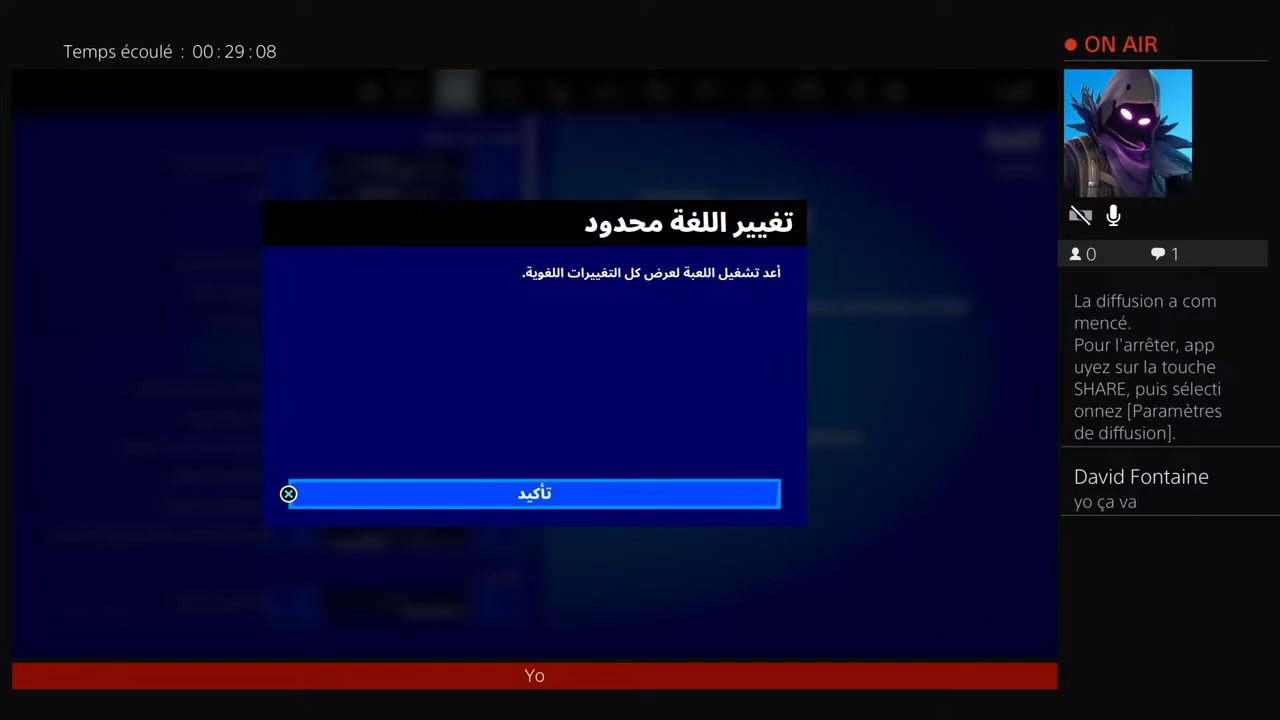 Temps écoulé : 00:29:08
ON AIR
تغيير اللغة محدود
أعد تشغيل اللعبة لعرض كل التغييرات اللغوية.
تأكيد
0
1
La diffusion a com
mencé.
Pour l'arrêter, app
uyez sur la touche
SHARE, puis sélecti
onnez [Paramètres
de diffusion].
David Fontaine
yo ça va
Yo